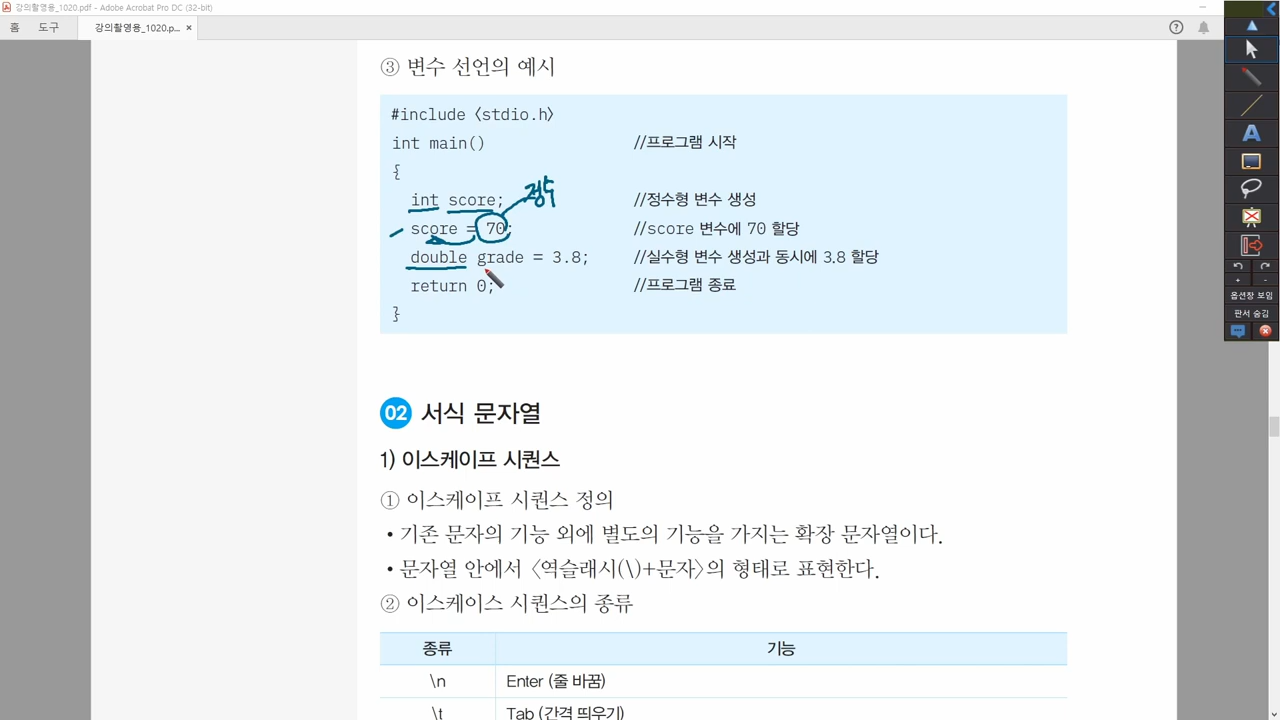 강의촬영용_1020.pdf - Adobe Acrobat Pro DC (32-bit)
홈 도구 강의촬영용_1020.p... ×
③ 변수 선언의 예시
#include 〈stdio.h〉
int main() //프로그램 시작
{
정수
int score; //정수형 변수 생성
score = 70; //score 변수에 70 할당
double grade = 3.8; //실수형 변수 생성과 동시에 3.8 할당
return 0; //프로그램 종료
}
02 서식 문자열
1) 이스케이프 시퀀스
① 이스케이프 시퀀스 정의
• 기존 문자의 기능 외에 별도의 기능을 가지는 확장 문자열이다.
• 문자열 안에서 〈역슬래시(\)+문자〉의 형태로 표현한다.
② 이스케이스 시퀀스의 종류
종류 기능
\n Enter (줄 바꿈)
\t Tab (간격 띄우기)
A
+ -
옵션창 보임
판서 숨김